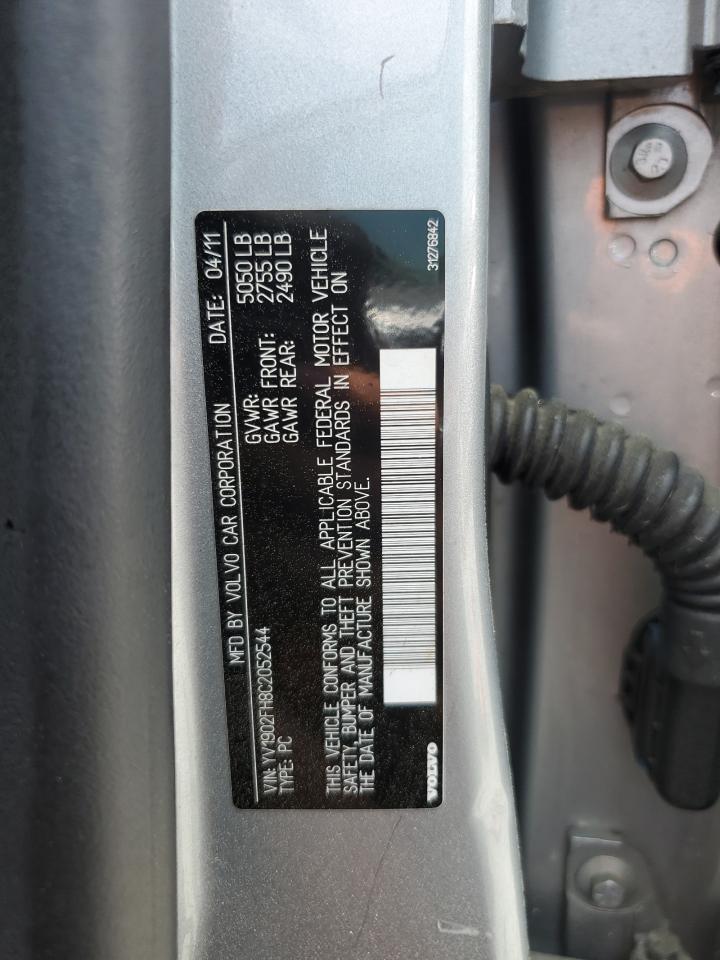 MFD BY VOLVO CAR CORPORATION DATE: 04/11
GVWR: 5050 LB
VIN: YV1902FH8C2052544 GAWR FRONT: 2755 LB
TYPE: PC GAWR REAR: 2490 LB
THIS VEHICLE CONFORMS TO ALL APPLICABLE FEDERAL MOTOR VEHICLE
SAFETY, BUMPER AND THEFT PREVENTION STANDARDS IN EFFECT ON
THE DATE OF MANUFACTURE SHOWN ABOVE.
VOLVO 31276842